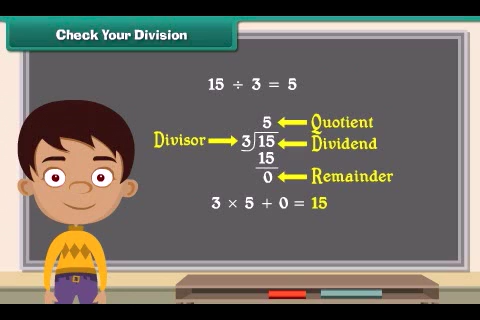 Check Your Division
15 ÷ 3 = 5
5 Quotient
Divisor 3 15 Dividend
15
0 Remainder
3 × 5 + 0 = 15